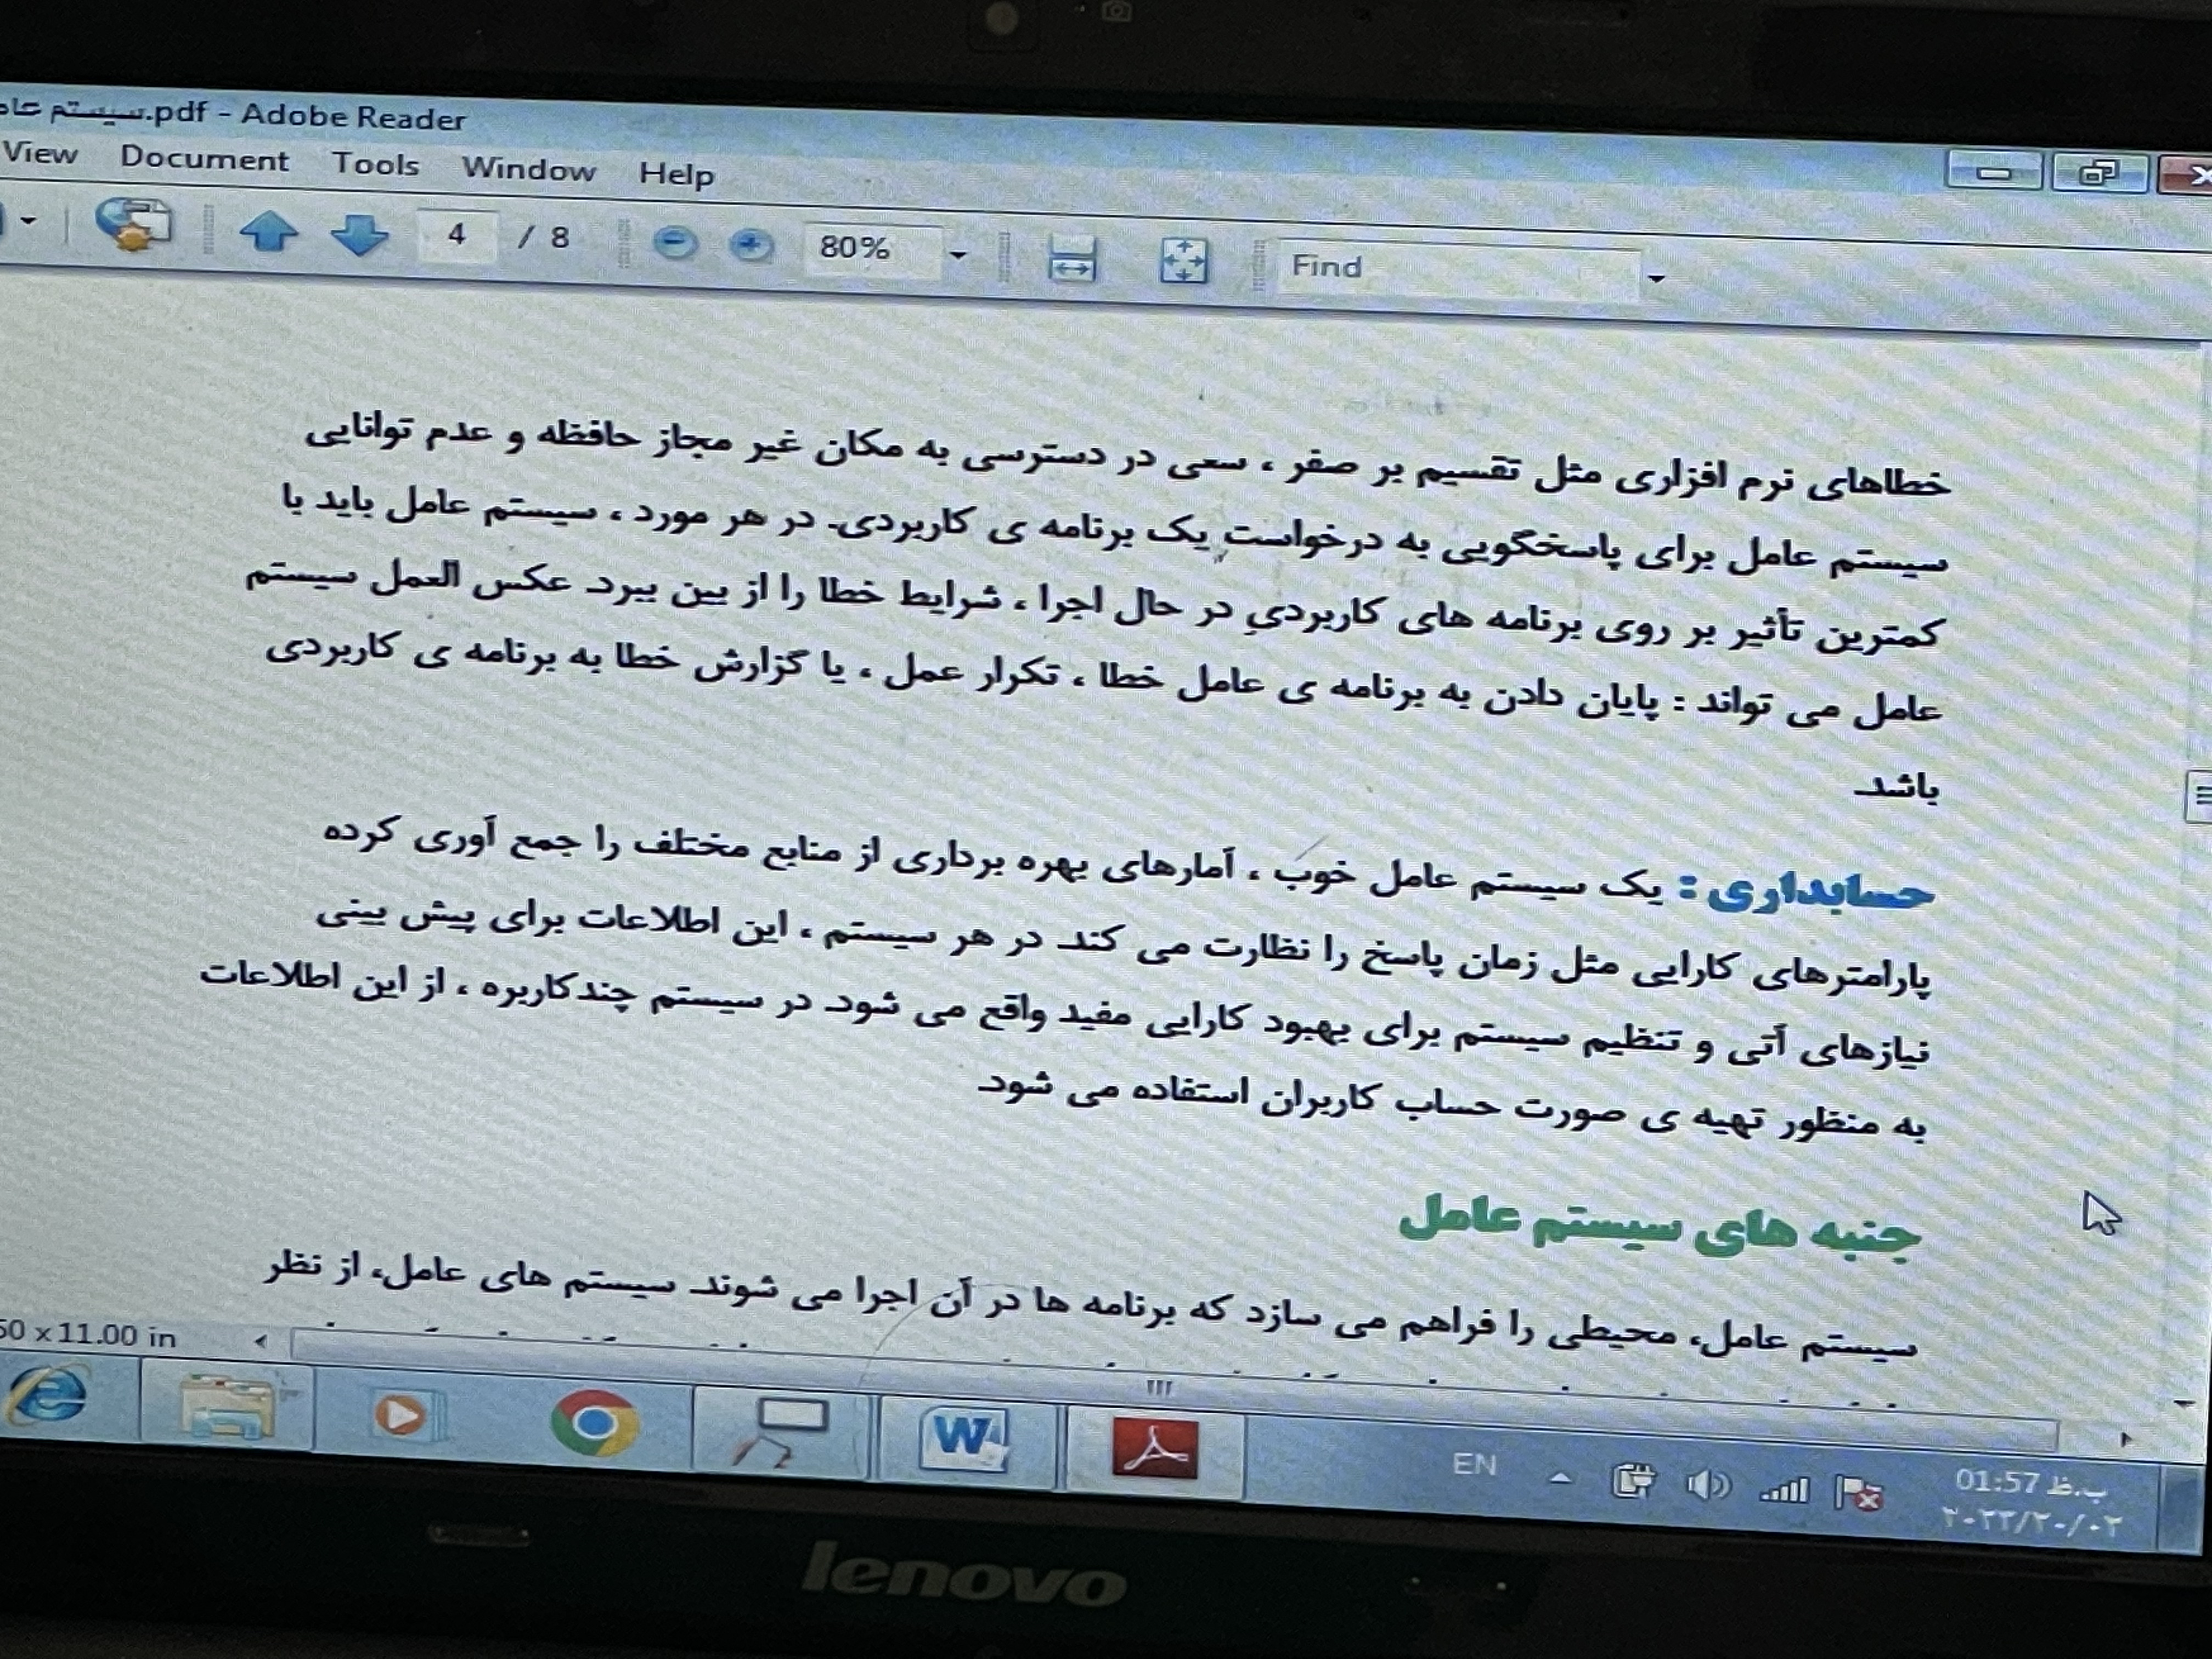 سیستم عامل.pdf - Adobe Reader
View Document Tools Window Help
4 / 8 80% Find
خطاهای نرم افزاری مثل تقسیم بر صفر ، سعی در دسترسی به مکان غیر مجاز حافظه و عدم توانایی
سیستم عامل برای پاسخگویی به درخواست یک برنامه ی کاربردی. در هر مورد ، سیستم عامل باید با
کمترین تأثیر بر روی برنامه های کاربردیِ در حال اجرا ، شرایط خطا را از بین ببرد. عکس العمل سیستم
عامل می تواند : پایان دادن به برنامه ی عامل خطا ، تکرار عمل ، یا گزارش خطا به برنامه ی کاربردی
باشد.
حسابداری : یک سیستم عامل خوب ، آمارهای بهره برداری از منابع مختلف را جمع آوری کرده
پارامترهای کارایی مثل زمان پاسخ را نظارت می کند. در هر سیستم ، این اطلاعات برای پیش بینی
نیازهای آتی و تنظیم سیستم برای بهبود کارایی مفید واقع می شود. در سیستم چندکاربره ، از این اطلاعات
به منظور تهیه ی صورت حساب کاربران استفاده می شود.
جنبه های سیستم عامل
سیستم عامل، محیطی را فراهم می سازد که برنامه ها در آن اجرا می شوند. سیستم های عامل، از نظر
50 x 11.00 in
EN
01:57 ب.ظ
۲۰۲۲/۲۰/۰۲
lenovo